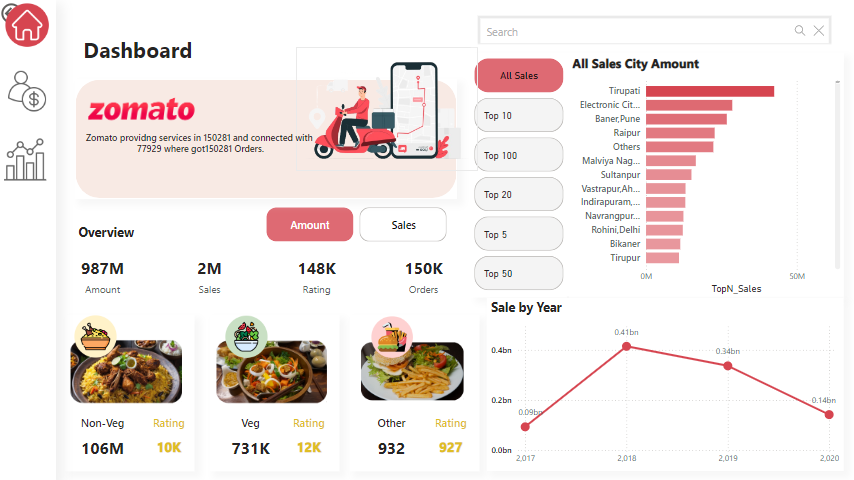 Dashboard
Search
zomato
Zomato providng services in 150281 and connected with
77929 where got150281 Orders.
All Sales
Top 10
Top 100
Top 20
Top 5
Top 50
All Sales City Amount
Tirupati
Electronic Cit...
Baner,Pune
Raipur
Others
Malviya Nag...
Sultanpur
Vastrapur,Ah...
Indirapuram,...
Navrangpur...
Rohini,Delhi
Bikaner
Tirupur
0M
50M
TopN_Sales
Overview
Amount
Sales
987M
2M
148K
150K
Amount
Sales
Rating
Orders
Non-Veg
Rating
106M
10K
Veg
Rating
731K
12K
Other
Rating
932
927
Sale by Year
0.4bn
0.2bn
0.0bn
0.09bn
0.41bn
0.34bn
0.14bn
2,017
2,018
2,019
2,020